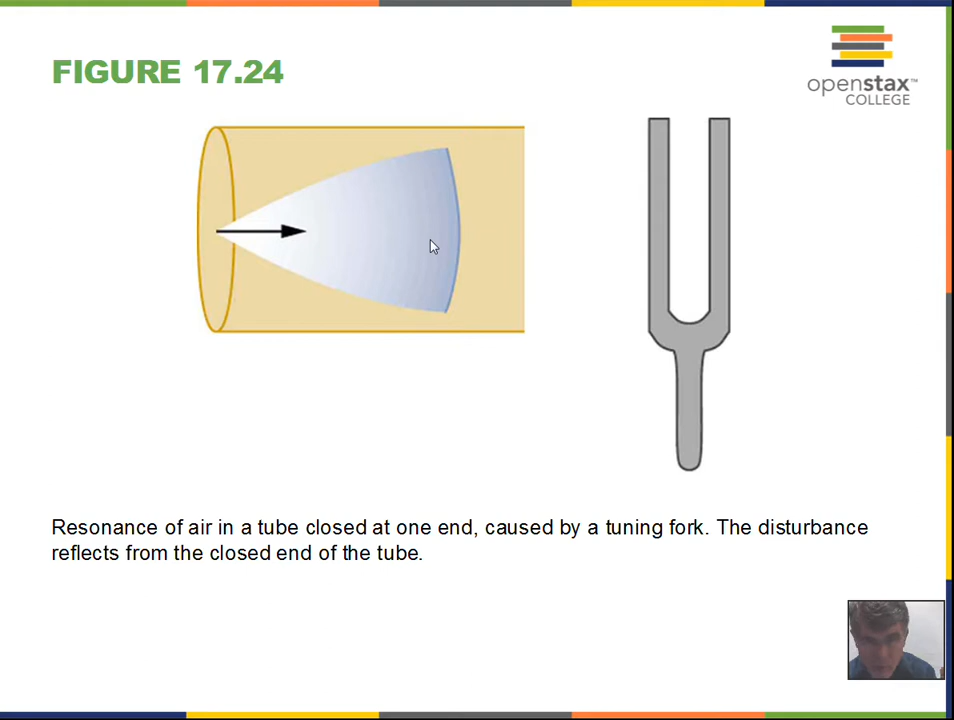 FIGURE 17.24
openstax™
COLLEGE
Resonance of air in a tube closed at one end, caused by a tuning fork. The disturbance
reflects from the closed end of the tube.